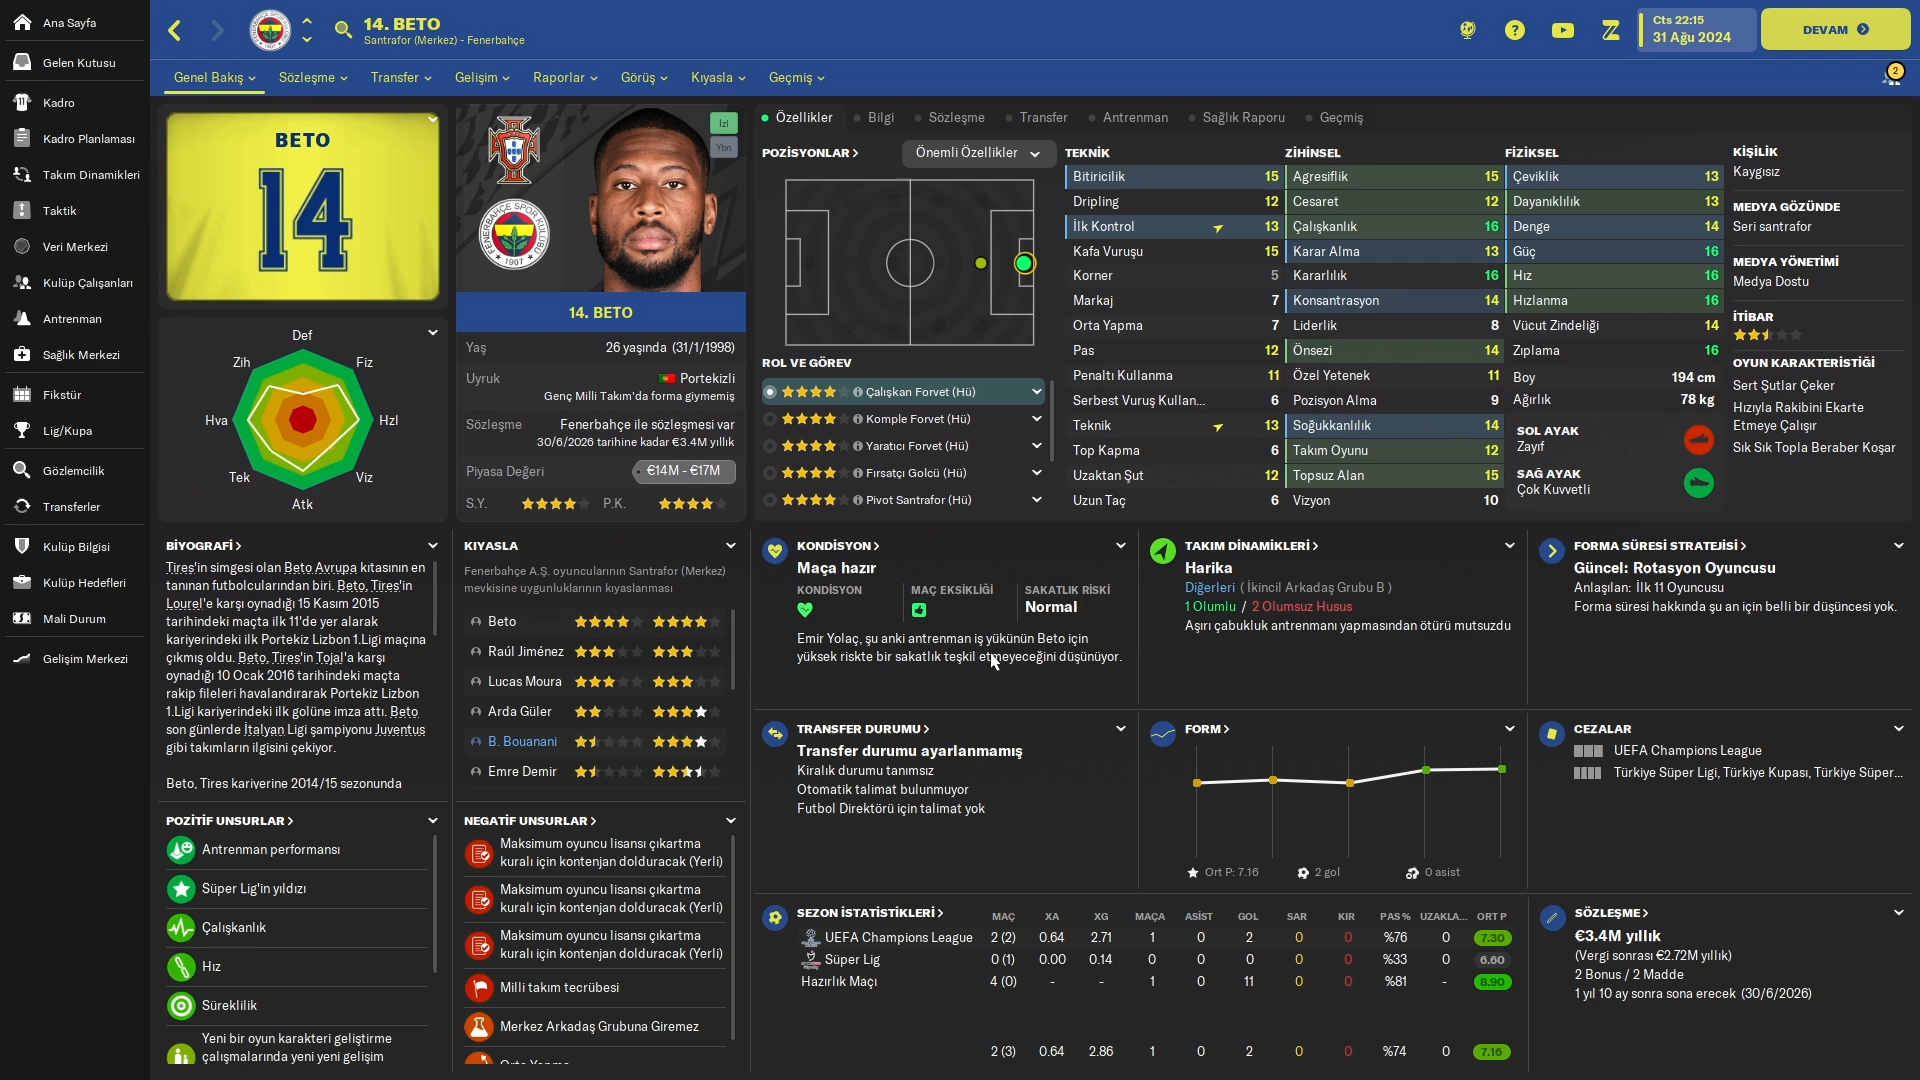 Ana Sayfa
Gelen Kutusu
Kadro
Kadro Planlaması
Takım Dinamikleri
Taktik
Veri Merkezi
Kulüp Çalışanları
Antrenman
Sağlık Merkezi
Fikstür
Lig/Kupa
Gözlemcilik
Transferler
Kulüp Bilgisi
Kulüp Hedefleri
Mali Durum
Gelişim Merkezi
14. BETO
Santrafor (Merkez) - Fenerbahçe
Cts 22:15
31 Ağu 2024
DEVAM
Genel Bakış
Sözleşme
Transfer
Gelişim
Raporlar
Görüş
Kıyasla
Geçmiş
2
BETO
14
Def
Fiz
Hzl
Viz
Atk
Tek
Hva
Zih
İzl
Ybn
FENERBAHÇE SPOR KULÜBÜ
1907
14. BETO
Yaş 26 yaşında (31/1/1998)
Uyruk Portekizli
Genç Milli Takım'da forma giymemiş
Sözleşme Fenerbahçe ile sözleşmesi var
30/6/2026 tarihine kadar €3.4M yıllık
Piyasa Değeri €14M - €17M
S.Y. P.K.
Özellikler
Bilgi
Sözleşme
Transfer
Antrenman
Sağlık Raporu
Geçmiş
POZİSYONLAR
Önemli Özellikler
ROL VE GÖREV
Çalışkan Forvet (Hü)
Komple Forvet (Hü)
Yaratıcı Forvet (Hü)
Fırsatçı Golcü (Hü)
Pivot Santrafor (Hü)
TEKNİK
Bitiricilik 15
Dripling 12
İlk Kontrol 13
Kafa Vuruşu 15
Korner 5
Markaj 7
Orta Yapma 7
Pas 12
Penaltı Kullanma 11
Serbest Vuruş Kullan... 6
Teknik 13
Top Kapma 6
Uzaktan Şut 12
Uzun Taç 6
ZİHİNSEL
Agresiflik 15
Cesaret 12
Çalışkanlık 16
Karar Alma 13
Kararlılık 16
Konsantrasyon 14
Liderlik 8
Önsezi 14
Özel Yetenek 11
Pozisyon Alma 9
Soğukkanlılık 14
Takım Oyunu 12
Topsuz Alan 15
Vizyon 10
FİZİKSEL
Çeviklik 13
Dayanıklılık 13
Denge 14
Güç 16
Hız 16
Hızlanma 16
Vücut Zindeliği 14
Zıplama 16
Boy 194 cm
Ağırlık 78 kg
SOL AYAK
Zayıf
SAĞ AYAK
Çok Kuvvetli
KİŞİLİK
Kaygısız
MEDYA GÖZÜNDE
Seri santrafor
MEDYA YÖNETİMİ
Medya Dostu
İTİBAR
OYUN KARAKTERİSTİĞİ
Sert Şutlar Çeker
Hızıyla Rakibini Ekarte
Etmeye Çalışır
Sık Sık Topla Beraber Koşar
BİYOGRAFİ
Tires'in simgesi olan Beto Avrupa kıtasının en
tanınan futbolcularından biri. Beto, Tires'in
Lourel'e karşı oynadığı 15 Kasım 2015
tarihindeki maçta ilk 11'de yer alarak
kariyerindeki ilk Portekiz Lizbon 1.Ligi maçına
çıkmış oldu. Beto, Tires'in Tojal'a karşı
oynadığı 10 Ocak 2016 tarihindeki maçta
rakip fileleri havalandırarak Portekiz Lizbon
1.Ligi kariyerindeki ilk golüne imza attı. Beto
son günlerde İtalyan Ligi şampiyonu Juventus
gibi takımların ilgisini çekiyor.
Beto, Tires kariyerine 2014/15 sezonunda
KIYASLA
Fenerbahçe A.Ş. oyuncularının Santrafor (Merkez)
mevkisine uygunluklarının kıyaslanması
Beto
Raúl Jiménez
Lucas Moura
Arda Güler
B. Bouanani
Emre Demir
POZİTİF UNSURLAR
Antrenman performansı
Süper Lig'in yıldızı
Çalışkanlık
Hız
Süreklilik
Yeni bir oyun karakteri geliştirme
çalışmalarında yeni yeni gelişim
NEGATİF UNSURLAR
Maksimum oyuncu lisansı çıkartma
kuralı için kontenjan dolduracak (Yerli)
Maksimum oyuncu lisansı çıkartma
kuralı için kontenjan dolduracak (Yerli)
Maksimum oyuncu lisansı çıkartma
kuralı için kontenjan dolduracak (Yerli)
Milli takım tecrübesi
Merkez Arkadaş Grubuna Giremez
KONDİSYON
Maça hazır
KONDİSYON
MAÇ EKSİKLİĞİ
SAKATLIK RİSKİ
Normal
Emir Yolaç, şu anki antrenman iş yükünün Beto için
yüksek riskte bir sakatlık teşkil etmeyeceğini düşünüyor.
TAKIM DİNAMİKLERİ
Harika
Diğerleri ( İkincil Arkadaş Grubu B )
1 Olumlu / 2 Olumsuz Husus
Aşırı çabukluk antrenmanı yapmasından ötürü mutsuzdu
FORMA SÜRESİ STRATEJİSİ
Güncel: Rotasyon Oyuncusu
Anlaşılan: İlk 11 Oyuncusu
Forma süresi hakkında şu an için belli bir düşüncesi yok.
TRANSFER DURUMU
Transfer durumu ayarlanmamış
Kiralık durumu tanımsız
Otomatik talimat bulunmuyor
Futbol Direktörü için talimat yok
FORM
Ort P: 7.16
2 gol
0 asist
CEZALAR
UEFA Champions League
Türkiye Süper Ligi, Türkiye Kupası, Türkiye Süper...
SEZON İSTATİSTİKLERİ MAÇ XA XG MAÇA ASİST GOL SAR KIR PAS % UZAKLA... ORT P
UEFA Champions League 2 (2) 0.64 2.71 1 0 2 0 0 %76 0 7.30
Süper Lig 0 (1) 0.00 0.14 0 0 0 0 0 %33 0 6.60
Hazırlık Maçı 4 (0) - - 1 0 11 0 0 %81 - 8.90
2 (3) 0.64 2.86 1 0 2 0 0 %74 0 7.16
SÖZLEŞME
€3.4M yıllık
(Vergi sonrası €2.72M yıllık)
2 Bonus / 2 Madde
1 yıl 10 ay sonra sona erecek (30/6/2026)